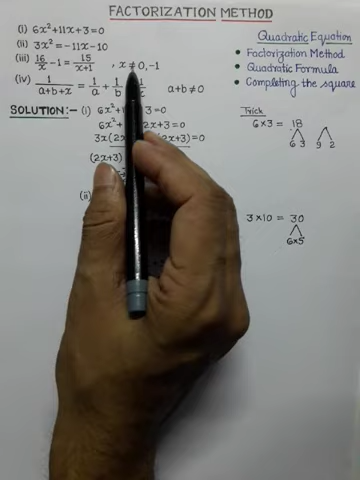 FACTORIZATION METHOD
(i) 6x²+11x+3=0
(ii) 3x²=-11x-10
(iii) 16/x -1 = 15/(x+1) , x≠0,-1
(iv) 1/(a+b+x) = 1/a + 1/b + a+b≠0
Quadratic Equation
• Factorization Method
• Quadratic Formula
• Completing the square
SOLUTION:- (i) 6x²+1 3=0
6x²+ 2x+3=0
3x(2x 2x+3)=0
(2x+3)
(ii)
Trick
6×3 = 18
6 3 9 2
3×10 = 30
6×5